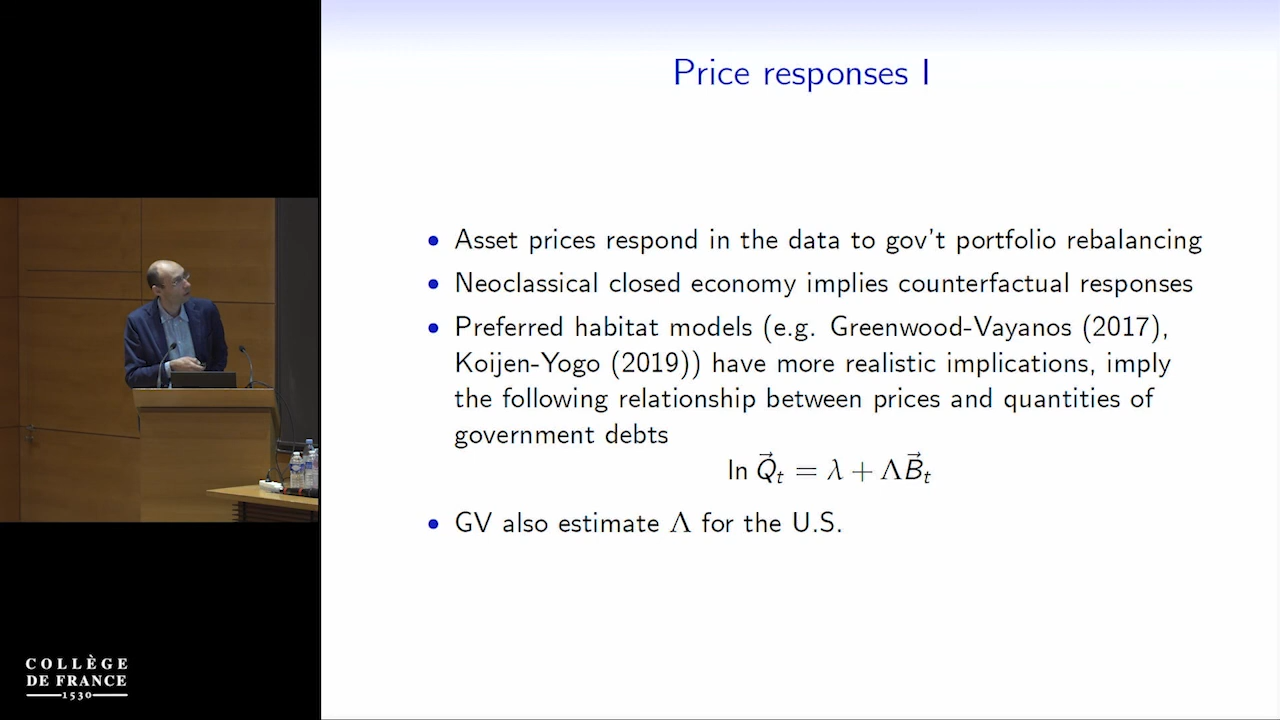 Price responses I
• Asset prices respond in the data to gov't portfolio rebalancing
• Neoclassical closed economy implies counterfactual responses
• Preferred habitat models (e.g. Greenwood-Vayanos (2017),
Koijen-Yogo (2019)) have more realistic implications, imply
the following relationship between prices and quantities of
government debts
ln Q⃗ₜ = λ + ΛB⃗ₜ
• GV also estimate Λ for the U.S.
COLLÈGE
DE FRANCE
1530